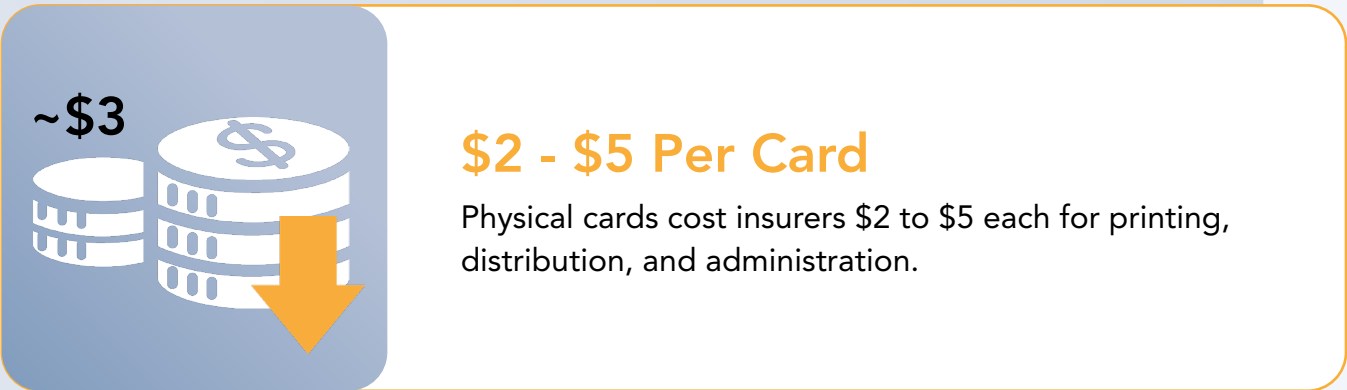 ~$3
$
$2 - $5 Per Card
Physical cards cost insurers $2 to $5 each for printing,
distribution, and administration.